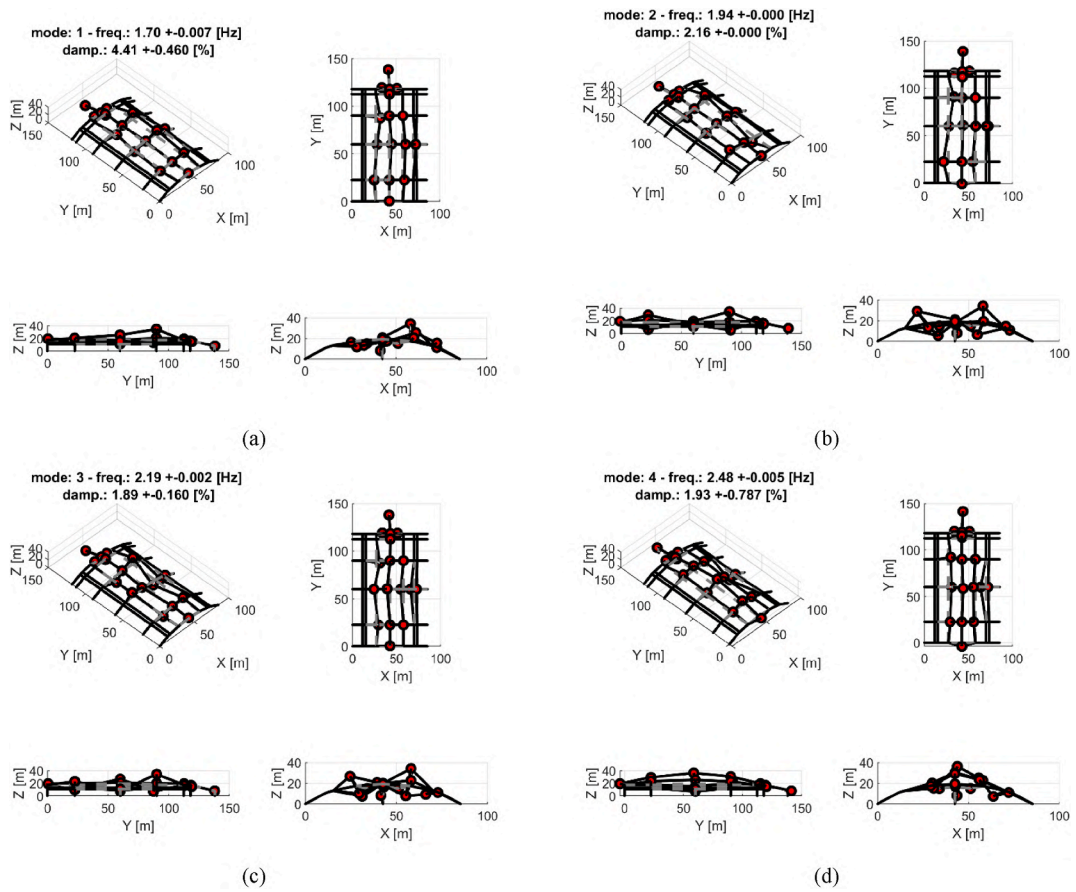 mode: 1 - freq.: 1.70 +-0.007 [Hz]
damp.: 4.41 +-0.460 [%]
Z [m]
40
20
0
150
100
50
0
Y [m]
0
50
100
X [m]
150
100
50
0
Y [m]
0
50
100
X [m]
40
20
0
Z [m]
0
50
100
150
Y [m]
40
20
0
Z [m]
0
50
100
X [m]
(a)
mode: 2 - freq.: 1.94 +-0.000 [Hz]
damp.: 2.16 +-0.000 [%]
Z [m]
40
20
0
150
100
50
0
Y [m]
0
50
100
X [m]
150
100
50
0
Y [m]
0
50
100
X [m]
40
20
0
Z [m]
0
50
100
150
Y [m]
40
20
0
Z [m]
0
50
100
X [m]
(b)
mode: 3 - freq.: 2.19 +-0.002 [Hz]
damp.: 1.89 +-0.160 [%]
Z [m]
40
20
0
150
100
50
0
Y [m]
0
50
100
X [m]
150
100
50
0
Y [m]
0
50
100
X [m]
40
20
0
Z [m]
0
50
100
150
Y [m]
40
20
0
Z [m]
0
50
100
X [m]
(c)
mode: 4 - freq.: 2.48 +-0.005 [Hz]
damp.: 1.93 +-0.787 [%]
Z [m]
40
20
0
150
100
50
0
Y [m]
0
50
100
X [m]
150
100
50
0
Y [m]
0
50
100
X [m]
40
20
0
Z [m]
0
50
100
150
Y [m]
40
20
0
Z [m]
0
50
100
X [m]
(d)